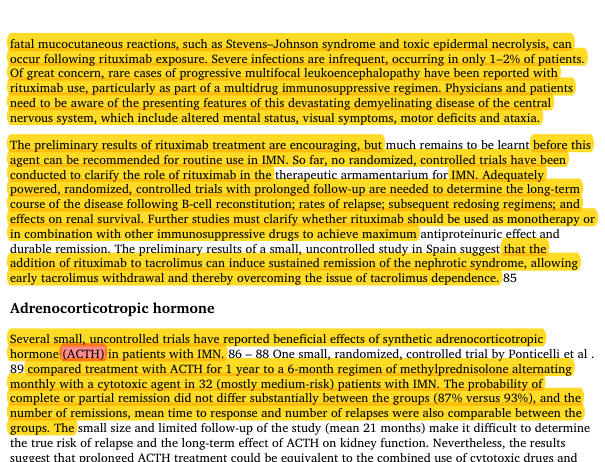 fatal mucocutaneous reactions, such as Stevens–Johnson syndrome and toxic epidermal necrolysis, can
occur following rituximab exposure. Severe infections are infrequent, occurring in only 1–2% of patients.
Of great concern, rare cases of progressive multifocal leukoencephalopathy have been reported with
rituximab use, particularly as part of a multidrug immunosuppressive regimen. Physicians and patients
need to be aware of the presenting features of this devastating demyelinating disease of the central
nervous system, which include altered mental status, visual symptoms, motor deficits and ataxia.
The preliminary results of rituximab treatment are encouraging, but much remains to be learnt before this
agent can be recommended for routine use in IMN. So far, no randomized, controlled trials have been
conducted to clarify the role of rituximab in the therapeutic armamentarium for IMN. Adequately
powered, randomized, controlled trials with prolonged follow-up are needed to determine the long-term
course of the disease following B-cell reconstitution; rates of relapse; subsequent redosing regimens; and
effects on renal survival. Further studies must clarify whether rituximab should be used as monotherapy or
in combination with other immunosuppressive drugs to achieve maximum antiproteinuric effect and
durable remission. The preliminary results of a small, uncontrolled study in Spain suggest that the
addition of rituximab to tacrolimus can induce sustained remission of the nephrotic syndrome, allowing
early tacrolimus withdrawal and thereby overcoming the issue of tacrolimus dependence. 85
Adrenocorticotropic hormone
Several small, uncontrolled trials have reported beneficial effects of synthetic adrenocorticotropic
hormone (ACTH) in patients with IMN. 86 – 88 One small, randomized, controlled trial by Ponticelli et al .
89 compared treatment with ACTH for 1 year to a 6-month regimen of methylprednisolone alternating
monthly with a cytotoxic agent in 32 (mostly medium-risk) patients with IMN. The probability of
complete or partial remission did not differ substantially between the groups (87% versus 93%), and the
number of remissions, mean time to response and number of relapses were also comparable between the
groups. The small size and limited follow-up of the study (mean 21 months) make it difficult to determine
the true risk of relapse and the long-term effect of ACTH on kidney function. Nevertheless, the results
suggest that prolonged ACTH treatment could be equivalent to the combined use of cytotoxic drugs and